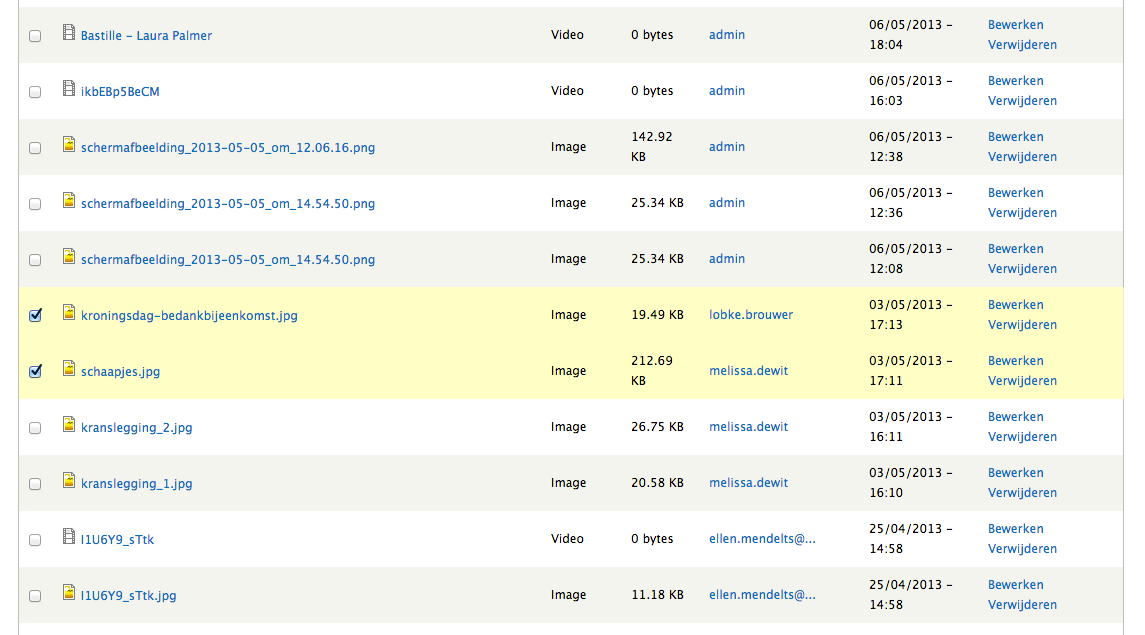 Bastille – Laura Palmer Video 0 bytes admin 06/05/2013 – 18:04 Bewerken Verwijderen
ikbEBp5BeCM Video 0 bytes admin 06/05/2013 – 16:03 Bewerken Verwijderen
schermafbeelding_2013-05-05_om_12.06.16.png Image 142.92 KB admin 06/05/2013 – 12:38 Bewerken Verwijderen
schermafbeelding_2013-05-05_om_14.54.50.png Image 25.34 KB admin 06/05/2013 – 12:36 Bewerken Verwijderen
schermafbeelding_2013-05-05_om_14.54.50.png Image 25.34 KB admin 06/05/2013 – 12:08 Bewerken Verwijderen
kroningsdag-bedankbijeenkomst.jpg Image 19.49 KB lobke.brouwer 03/05/2013 – 17:13 Bewerken Verwijderen
schaapjes.jpg Image 212.69 KB melissa.dewit 03/05/2013 – 17:11 Bewerken Verwijderen
kranslegging_2.jpg Image 26.75 KB melissa.dewit 03/05/2013 – 16:11 Bewerken Verwijderen
kranslegging_1.jpg Image 20.58 KB melissa.dewit 03/05/2013 – 16:10 Bewerken Verwijderen
l1U6Y9_sTtk Video 0 bytes ellen.mendelts@... 25/04/2013 – 14:58 Bewerken Verwijderen
l1U6Y9_sTtk.jpg Image 11.18 KB ellen.mendelts@... 25/04/2013 – 14:58 Bewerken Verwijderen